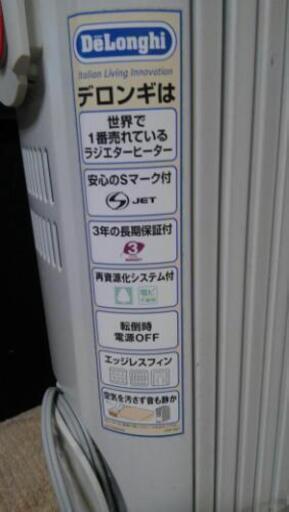 DeLonghi
Italian Living Innovation
デロンギは
世界で
1番売れている
ラジエターヒーター
安心のSマーク付
S JET
3年の長期保証付
3
再資源化システム付
転倒時
電源OFF
エッジレスフィン
空気を汚さず音も静か